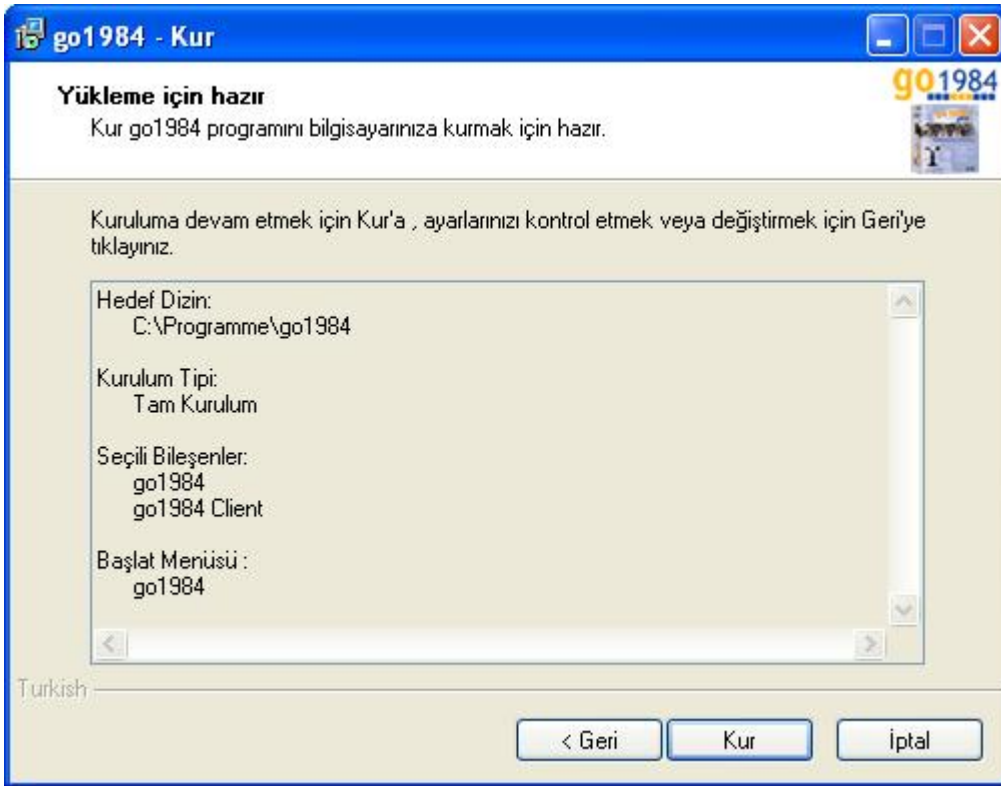 go1984 - Kur
go1984
Yükleme için hazır
Kur go1984 programını bilgisayarınıza kurmak için hazır.
Kuruluma devam etmek için Kur'a , ayarlarınızı kontrol etmek veya değiştirmek için Geri'ye
tıklayınız.
Hedef Dizin:
C:\Programme\go1984
Kurulum Tipi:
Tam Kurulum
Seçili Bileşenler:
go1984
go1984 Client
Başlat Menüsü :
go1984
Turkish
< Geri
Kur
İptal